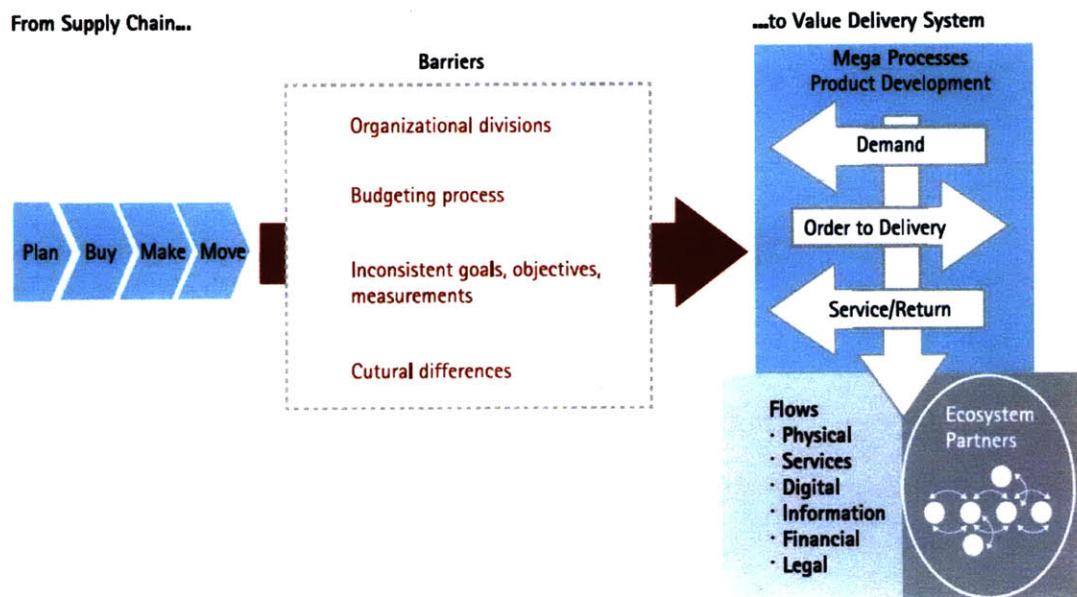 From Supply Chain...
...to Value Delivery System
Barriers
Organizational divisions
Budgeting process
Inconsistent goals, objectives,
measurements
Cutural differences
Plan
Buy
Make
Move
Mega Processes
Product Development
Demand
Order to Delivery
Service/Return
Flows
· Physical
· Services
· Digital
· Information
· Financial
· Legal
Ecosystem
Partners